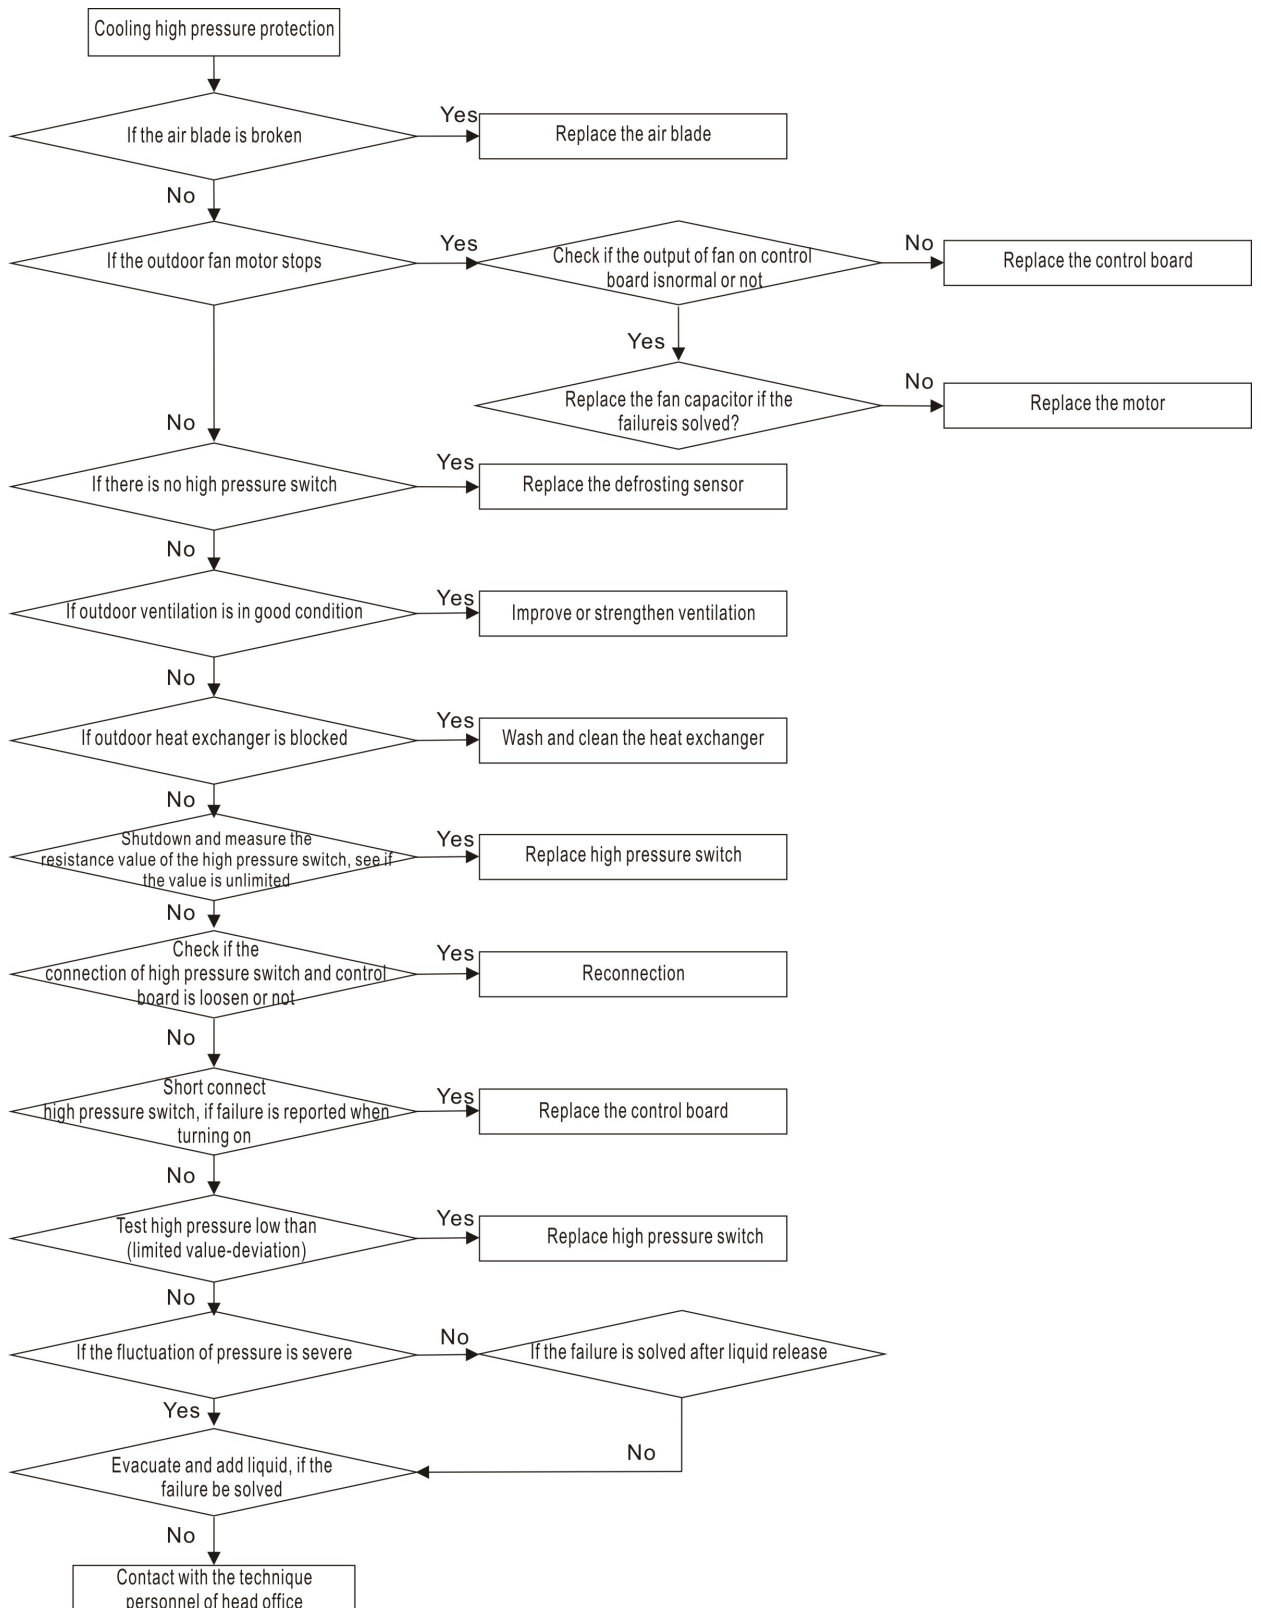 Cooling high pressure protection
If the air blade is broken
Yes
Replace the air blade
No
If the outdoor fan motor stops
Yes
Check if the output of fan on control
board isnormal or not
No
Replace the control board
Yes
Replace the fan capacitor if the
failureis solved?
No
Replace the motor
No
If there is no high pressure switch
Yes
Replace the defrosting sensor
No
If outdoor ventilation is in good condition
Yes
Improve or strengthen ventilation
No
If outdoor heat exchanger is blocked
Yes
Wash and clean the heat exchanger
No
Shutdown and measure the
resistance value of the high pressure switch, see if
the value is unlimited
Yes
Replace high pressure switch
No
Check if the
connection of high pressure switch and control
board is loosen or not
Yes
Reconnection
No
Short connect
high pressure switch, if failure is reported when
turning on
Yes
Replace the control board
No
Test high pressure low than
(limited value-deviation)
Yes
Replace high pressure switch
No
If the fluctuation of pressure is severe
No
If the failure is solved after liquid release
Yes
No
Evacuate and add liquid, if the
failure be solved
No
Contact with the technique
personnel of head office